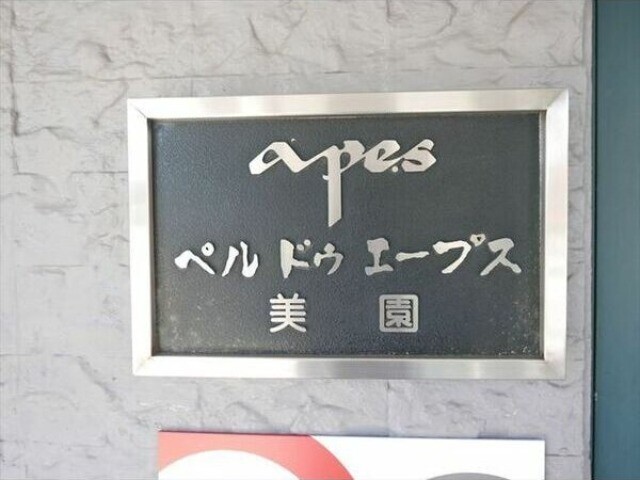 apes
ペル ドゥ エープス
美 園